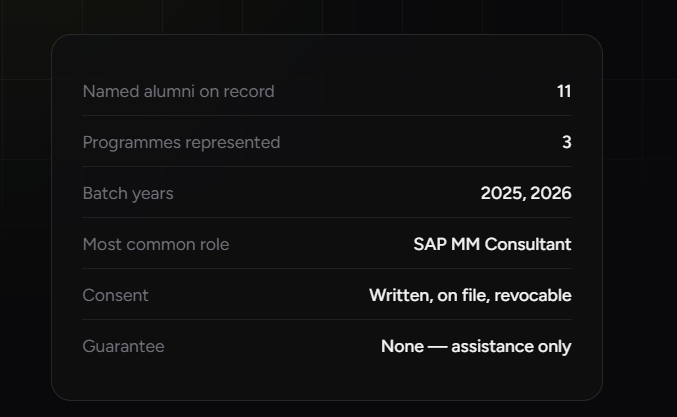 Named alumni on record 11
Programmes represented 3
Batch years 2025, 2026
Most common role SAP MM Consultant
Consent Written, on file, revocable
Guarantee None — assistance only